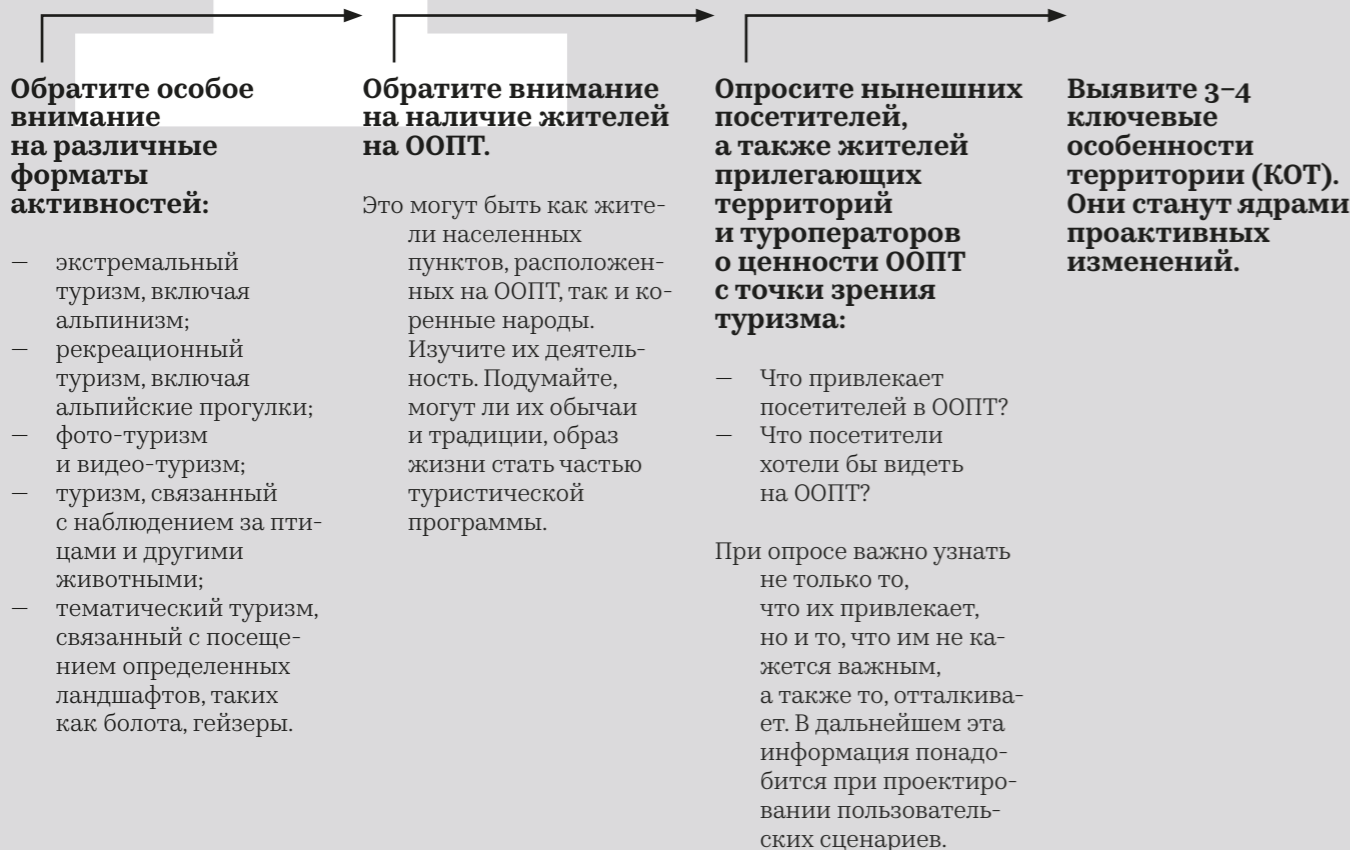 Обратите особое
внимание
на различные
форматы
активностей:
— экстремальный
туризм, включая
альпинизм;
— рекреационный
туризм, включая
альпийские прогулки;
— фото-туризм
и видео-туризм;
— туризм, связанный
с наблюдением за пти-
цами и другими
животными;
— тематический туризм,
связанный с посеще-
нием определенных
ландшафтов, таких
как болота, гейзеры.
Обратите внимание
на наличие жителей
на ООПТ.
Это могут быть как жите-
ли населенных
пунктов, расположен-
ных на ООПТ, так и ко-
ренные народы.
Изучите их деятель-
ность. Подумайте,
могут ли их обычаи
и традиции, образ
жизни стать частью
туристической
программы.
Опросите нынешних
посетителей,
а также жителей
прилегающих
территорий
и туроператоров
о ценности ООПТ
с точки зрения
туризма:
— Что привлекает
посетителей в ООПТ?
— Что посетители
хотели бы видеть
на ООПТ?
При опросе важно узнать
не только то,
что их привлекает,
но и то, что им не ка-
жется важным,
а также то, отталкива-
ет. В дальнейшем эта
информация понадо-
бится при проектиро-
вании пользователь-
ских сценариев.
Выявите 3–4
ключевые
особенности
территории (КОТ).
Они станут ядрами
проактивных
изменений.